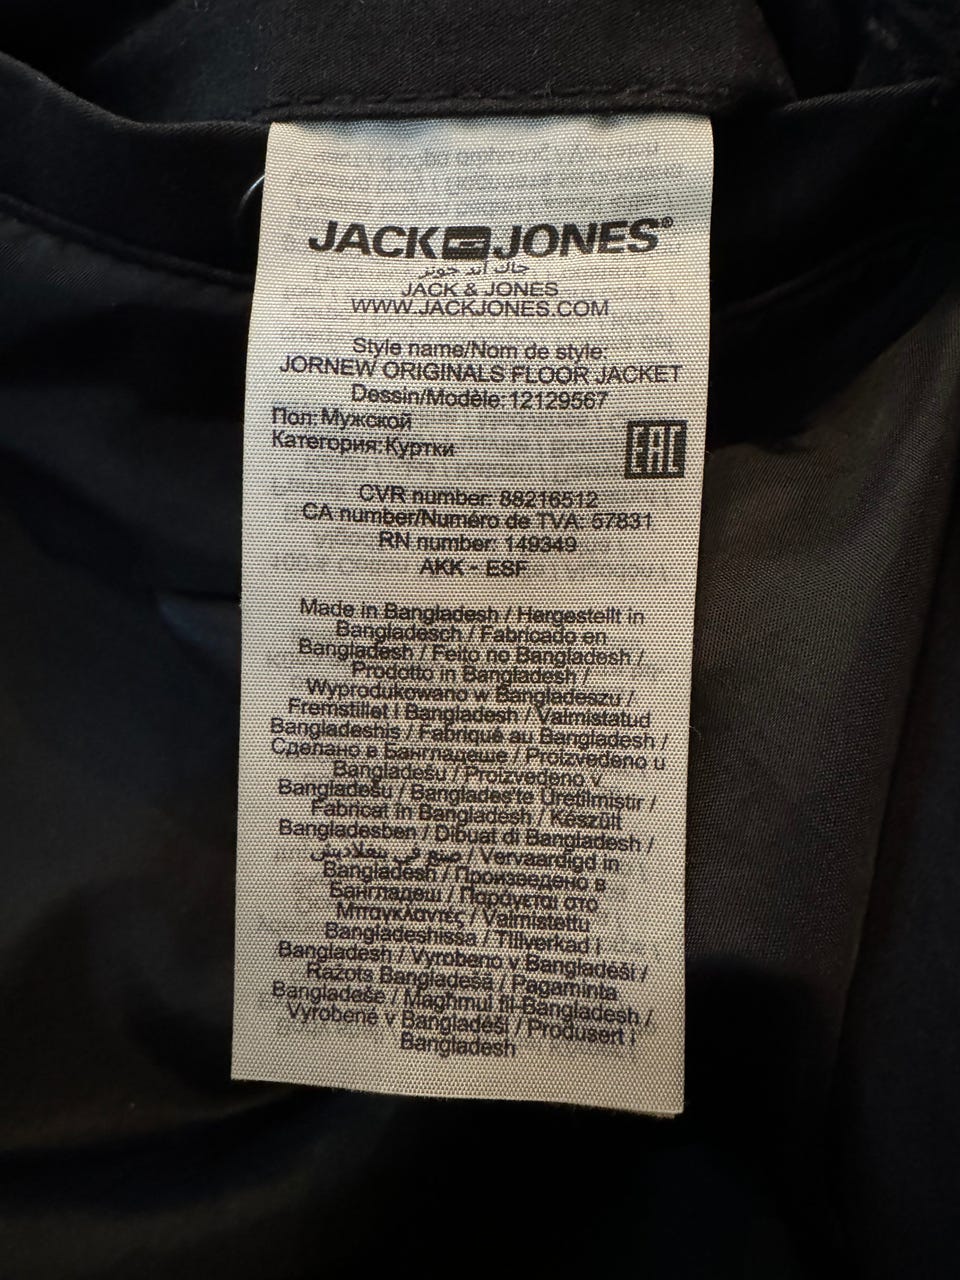 JACK JONES®
جاك أند جونز
JACK & JONES
WWW.JACKJONES.COM
Style name/Nom de style:
JORNEW ORIGINALS FLOOR JACKET
Dessin/Modèle: 12129567
Пол: Мужской
Категория: Куртки
EAC
CVR number: 88216512
CA number/Numéro de TVA: 57831
RN number: 149349
AKK - ESF
Made in Bangladesh / Hergestellt in
Bangladesch / Fabricado en
Bangladesh / Feito no Bangladesh /
Prodotto in Bangladesh /
Wyprodukowano w Bangladeszu /
Fremstillet i Bangladesh / Valmistatud
Bangladeshis / Fabriqué au Bangladesh /
Сделано в Бангладеше / Proizvedeno u
Bangladešu / Proizvedeno v
Bangladešu / Banglades'te Üretilmiştir /
Fabricat in Bangladesh / Készült
Bangladesben / Dibuat di Bangladesh /
صنع في بنغلاديش / Vervaardigd in
Bangladesh / Произведено в
Бангладеш / Παράγεται στο
Μπαγκλαντές / Valmistettu
Bangladeshissa / Tillverkad i
Bangladesh / Vyrobeno v Bangladéši /
Ražots Bangladešā / Pagaminta
Bangladeše / Magħmul fil-Bangladesh /
Vyrobené v Bangladéši / Produsert i
Bangladesh